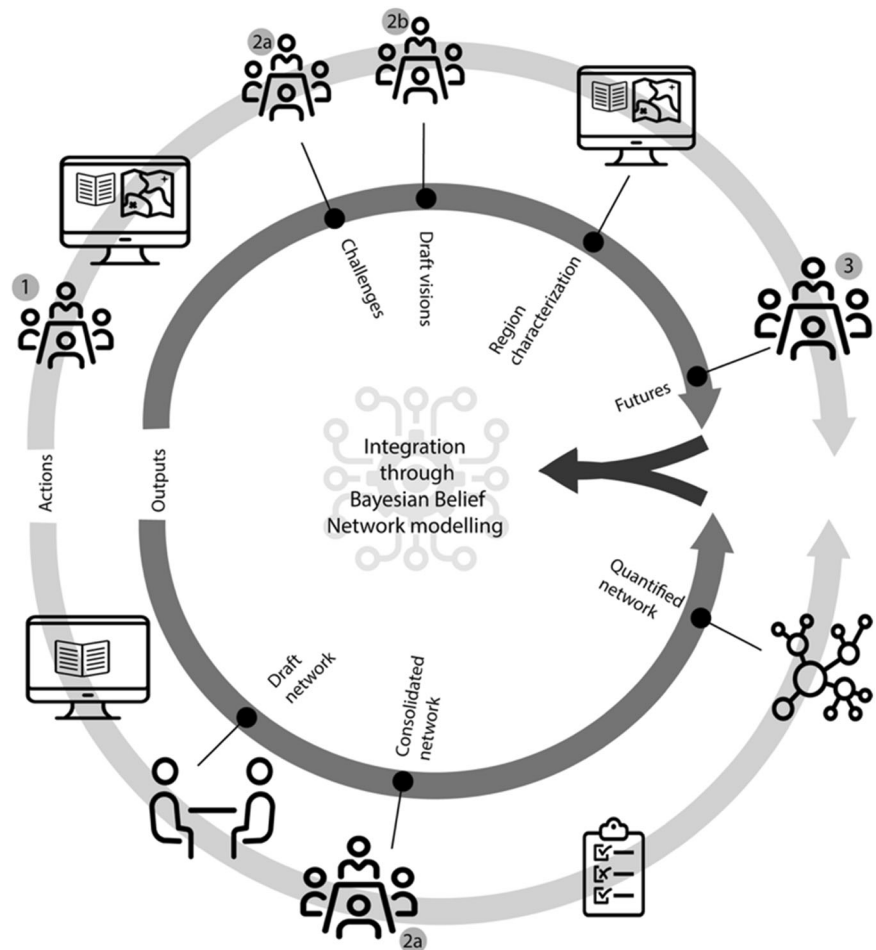 2a
2b
1
3
Challenges
Draft visions
Region
characterization
Futures
Actions
Outputs
Integration
through
Bayesian Belief
Network modelling
Quantified
network
Draft
network
Consolidated
network
2a